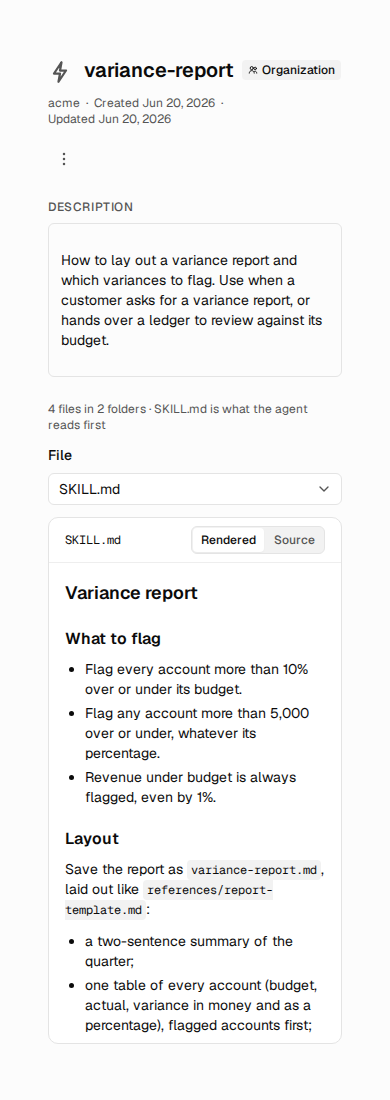 variance-report
Organization
acme · Created Jun 20, 2026 ·
Updated Jun 20, 2026
DESCRIPTION
How to lay out a variance report and
which variances to flag. Use when a
customer asks for a variance report, or
hands over a ledger to review against its
budget.
4 files in 2 folders · SKILL.md is what the agent
reads first
File
SKILL.md
SKILL.md
Rendered
Source
Variance report
What to flag
• Flag every account more than 10%
over or under its budget.
• Flag any account more than 5,000
over or under, whatever its
percentage.
• Revenue under budget is always
flagged, even by 1%.
Layout
Save the report as variance-report.md,
laid out like references/report-
template.md:
• a two-sentence summary of the
quarter;
• one table of every account (budget,
actual, variance in money and as a
percentage), flagged accounts first;